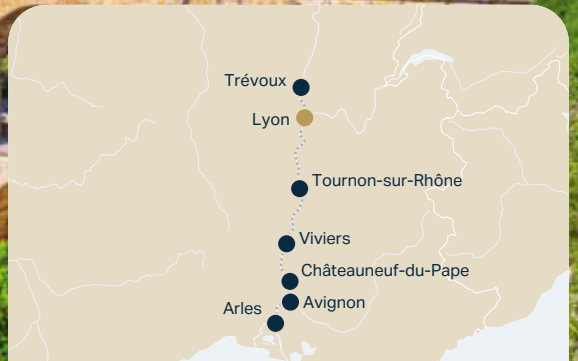 Trévoux
Lyon
Tournon-sur-Rhône
Viviers
Châteauneuf-du-Pape
Avignon
Arles